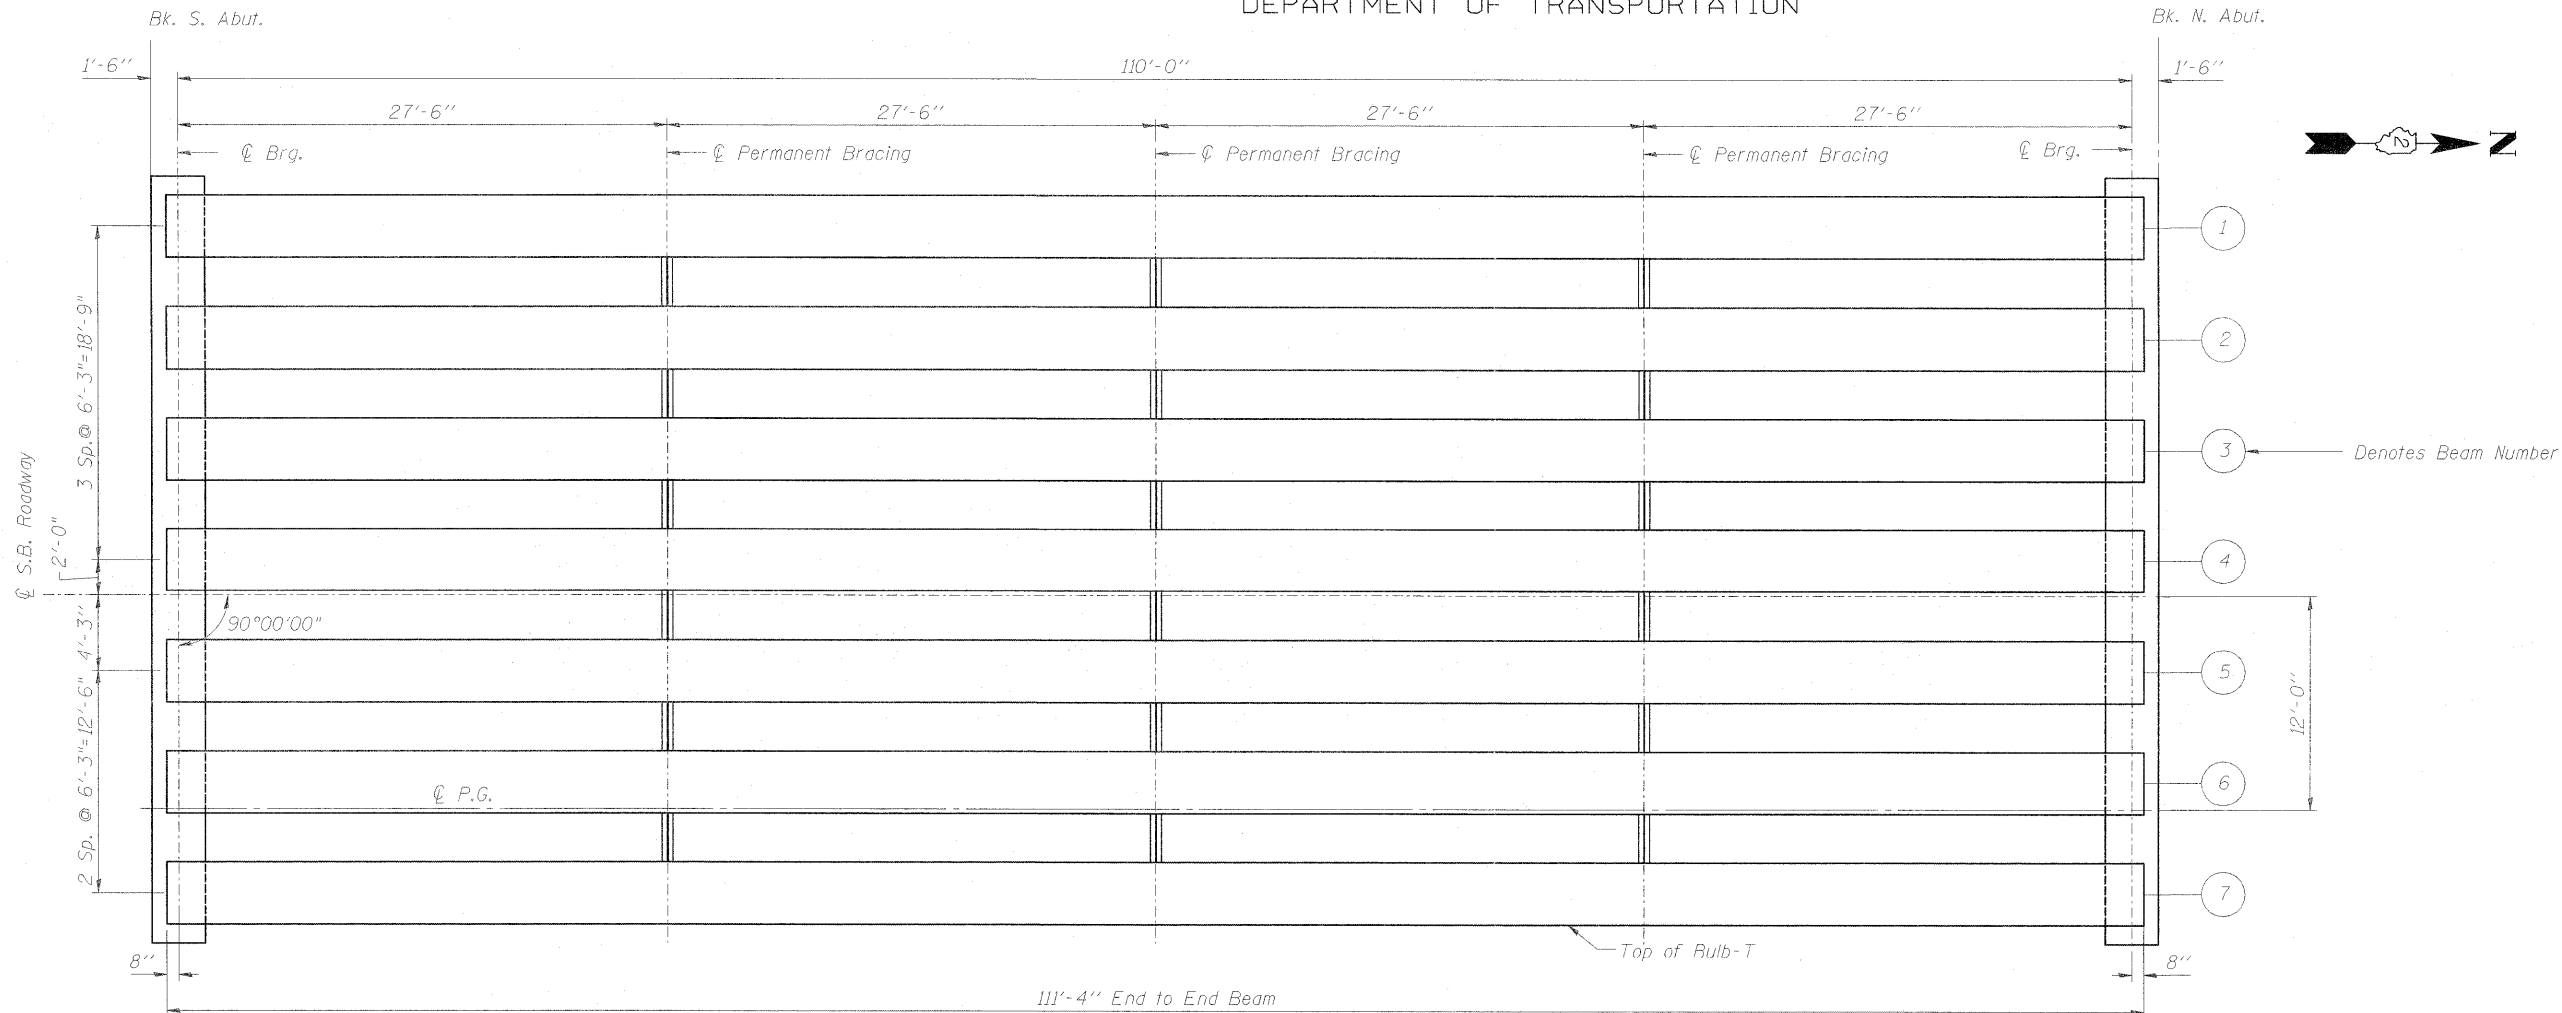 DEPARTMENT OF TRANSPORTATION
Bk. S. Abut.
Bk. N. Abut.
1'-6"
110'-0"
1'-6"
27'-6"
27'-6"
27'-6"
27'-6"
℄ Brg.
℄ Permanent Bracing
℄ Permanent Bracing
℄ Permanent Bracing
℄ Brg.
N
1
2
3
Denotes Beam Number
4
5
6
7
3 Sp.@ 6'-3"=18'-9"
℄ S.B. Roadway
2'-0"
4'-3"
90°00'00"
2 Sp. @ 6'-3"=12'-6"
12'-0"
℄ P.G.
Top of Bulb-T
8"
8"
111'-4" End to End Beam